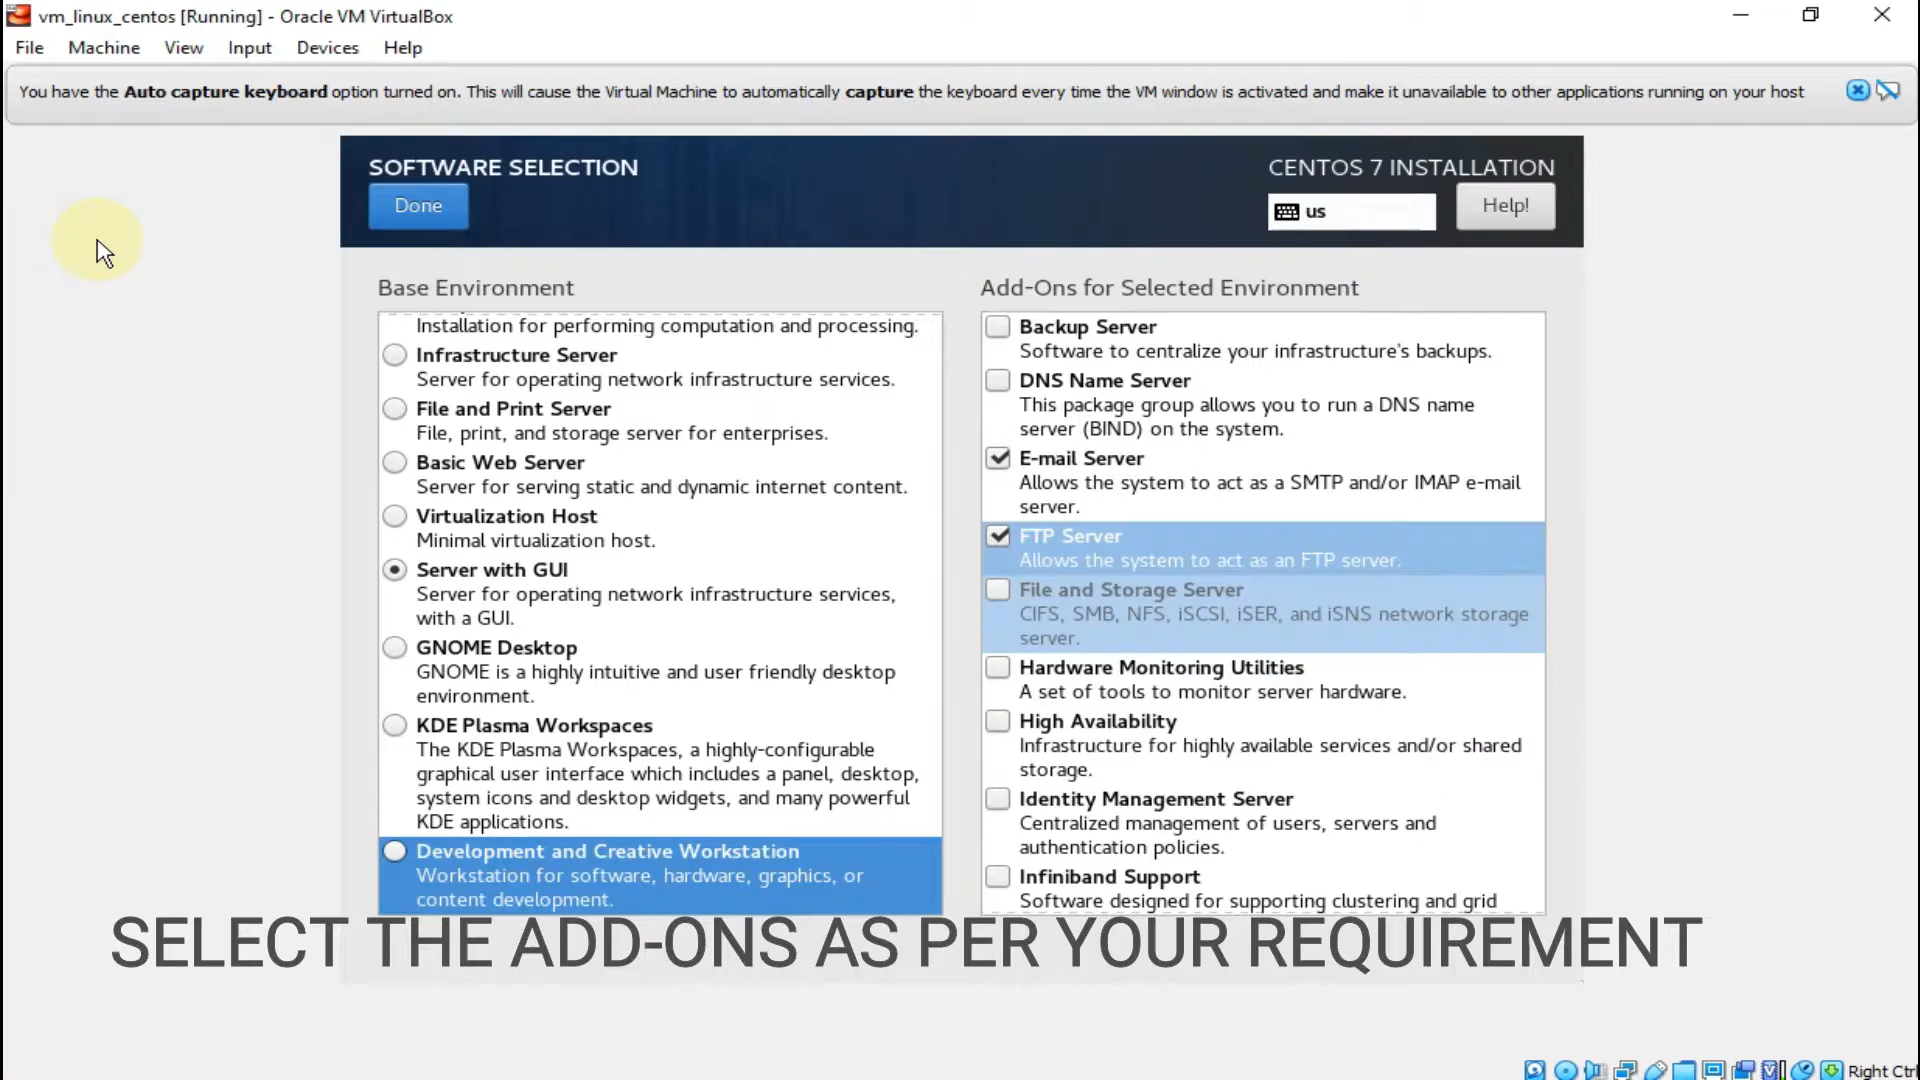 vm_linux_centos [Running] - Oracle VM VirtualBox
File Machine View Input Devices Help
You have the Auto capture keyboard option turned on. This will cause the Virtual Machine to automatically capture the keyboard every time the VM window is activated and make it unavailable to other applications running on your host
SOFTWARE SELECTION
CENTOS 7 INSTALLATION
Done
us
Help!
Base Environment
Installation for performing computation and processing.
Infrastructure Server
Server for operating network infrastructure services.
File and Print Server
File, print, and storage server for enterprises.
Basic Web Server
Server for serving static and dynamic internet content.
Virtualization Host
Minimal virtualization host.
Server with GUI
Server for operating network infrastructure services,
with a GUI.
GNOME Desktop
GNOME is a highly intuitive and user friendly desktop
environment.
KDE Plasma Workspaces
The KDE Plasma Workspaces, a highly-configurable
graphical user interface which includes a panel, desktop,
system icons and desktop widgets, and many powerful
KDE applications.
Development and Creative Workstation
Workstation for software, hardware, graphics, or
content development.
Add-Ons for Selected Environment
Backup Server
Software to centralize your infrastructure's backups.
DNS Name Server
This package group allows you to run a DNS name
server (BIND) on the system.
E-mail Server
Allows the system to act as a SMTP and/or IMAP e-mail
server.
FTP Server
Allows the system to act as an FTP server.
File and Storage Server
CIFS, SMB, NFS, iSCSI, iSER, and iSNS network storage
server.
Hardware Monitoring Utilities
A set of tools to monitor server hardware.
High Availability
Infrastructure for highly available services and/or shared
storage.
Identity Management Server
Centralized management of users, servers and
authentication policies.
Infiniband Support
Software designed for supporting clustering and grid
SELECT THE ADD-ONS AS PER YOUR REQUIREMENT
Right Ctrl